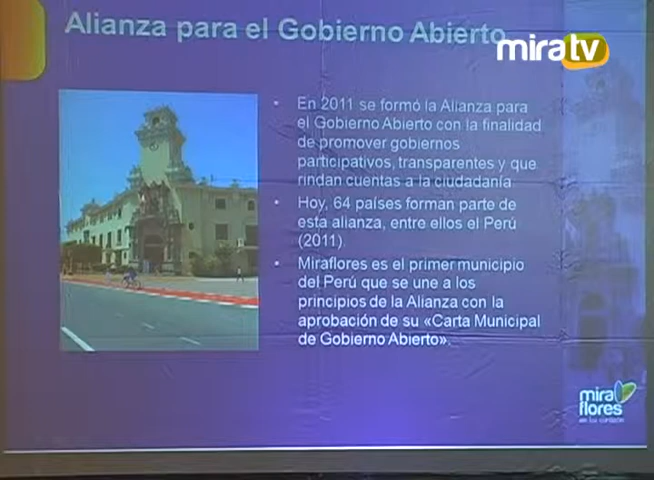 Alianza para el Gobierno Abierto
miratv
• En 2011 se formó la Alianza para
el Gobierno Abierto con la finalidad
de promover gobiernos
participativos, transparentes y que
rindan cuentas a la ciudadanía
• Hoy, 64 países forman parte de
esta alianza, entre ellos el Perú
(2011).
• Miraflores es el primer municipio
del Perú que se une a los
principios de la Alianza con la
aprobación de su «Carta Municipal
de Gobierno Abierto».
mira
flores
en tu corazón